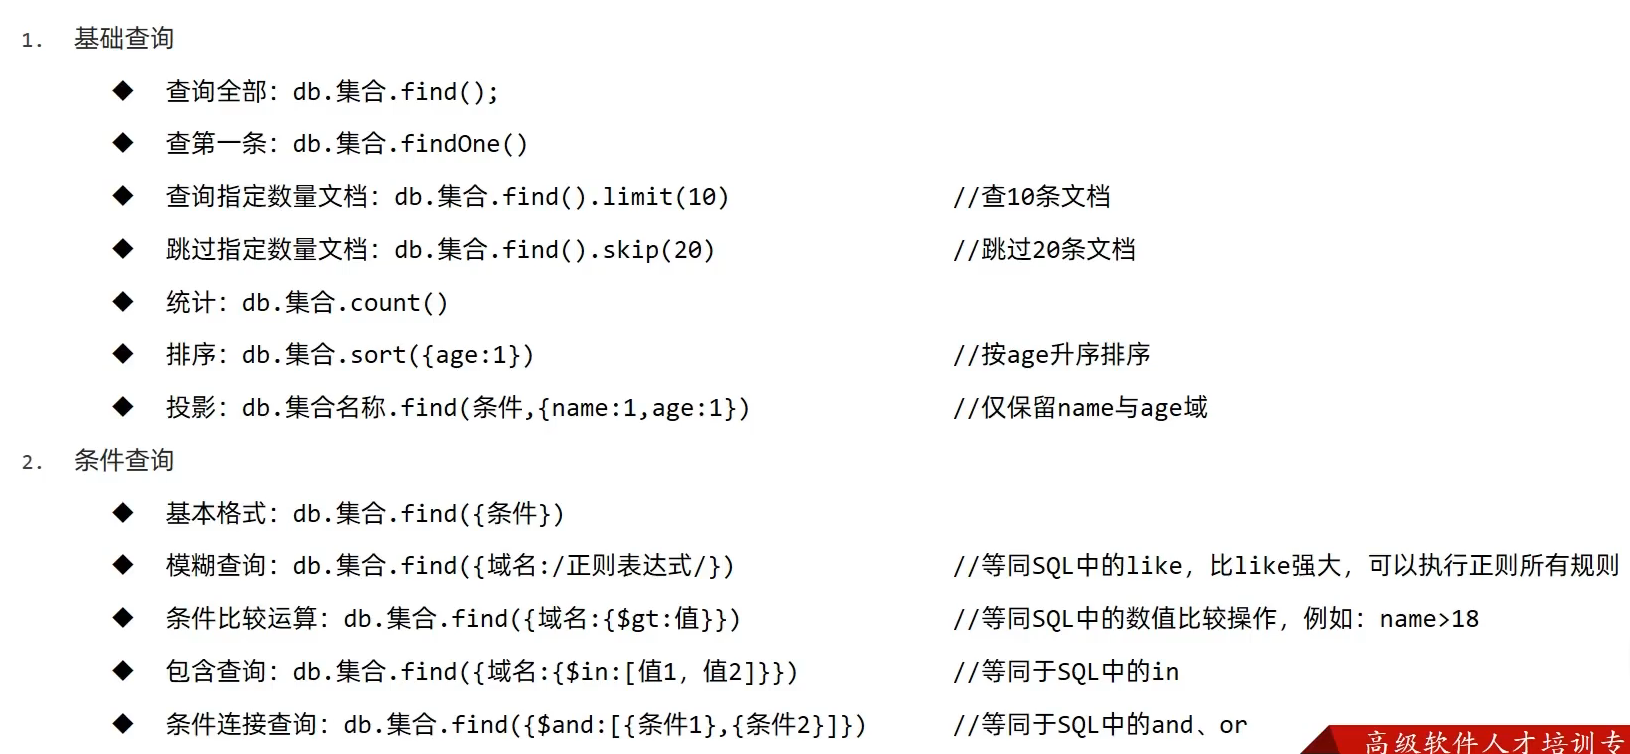 1. 基础查询
◆ 查询全部：db.集合.find();
◆ 查第一条：db.集合.findOne()
◆ 查询指定数量文档：db.集合.find().limit(10) //查10条文档
◆ 跳过指定数量文档：db.集合.find().skip(20) //跳过20条文档
◆ 统计：db.集合.count()
◆ 排序：db.集合.sort({age:1}) //按age升序排序
◆ 投影：db.集合名称.find(条件,{name:1,age:1}) //仅保留name与age域
2. 条件查询
◆ 基本格式：db.集合.find({条件})
◆ 模糊查询：db.集合.find({域名:/正则表达式/}) //等同SQL中的like，比like强大，可以执行正则所有规则
◆ 条件比较运算：db.集合.find({域名:{$gt:值}}) //等同SQL中的数值比较操作，例如：name>18
◆ 包含查询：db.集合.find({域名:{$in:[值1，值2]}}) //等同于SQL中的in
◆ 条件连接查询：db.集合.find({$and:[{条件1},{条件2}]}) //等同于SQL中的and、or
高级软件人才培训专